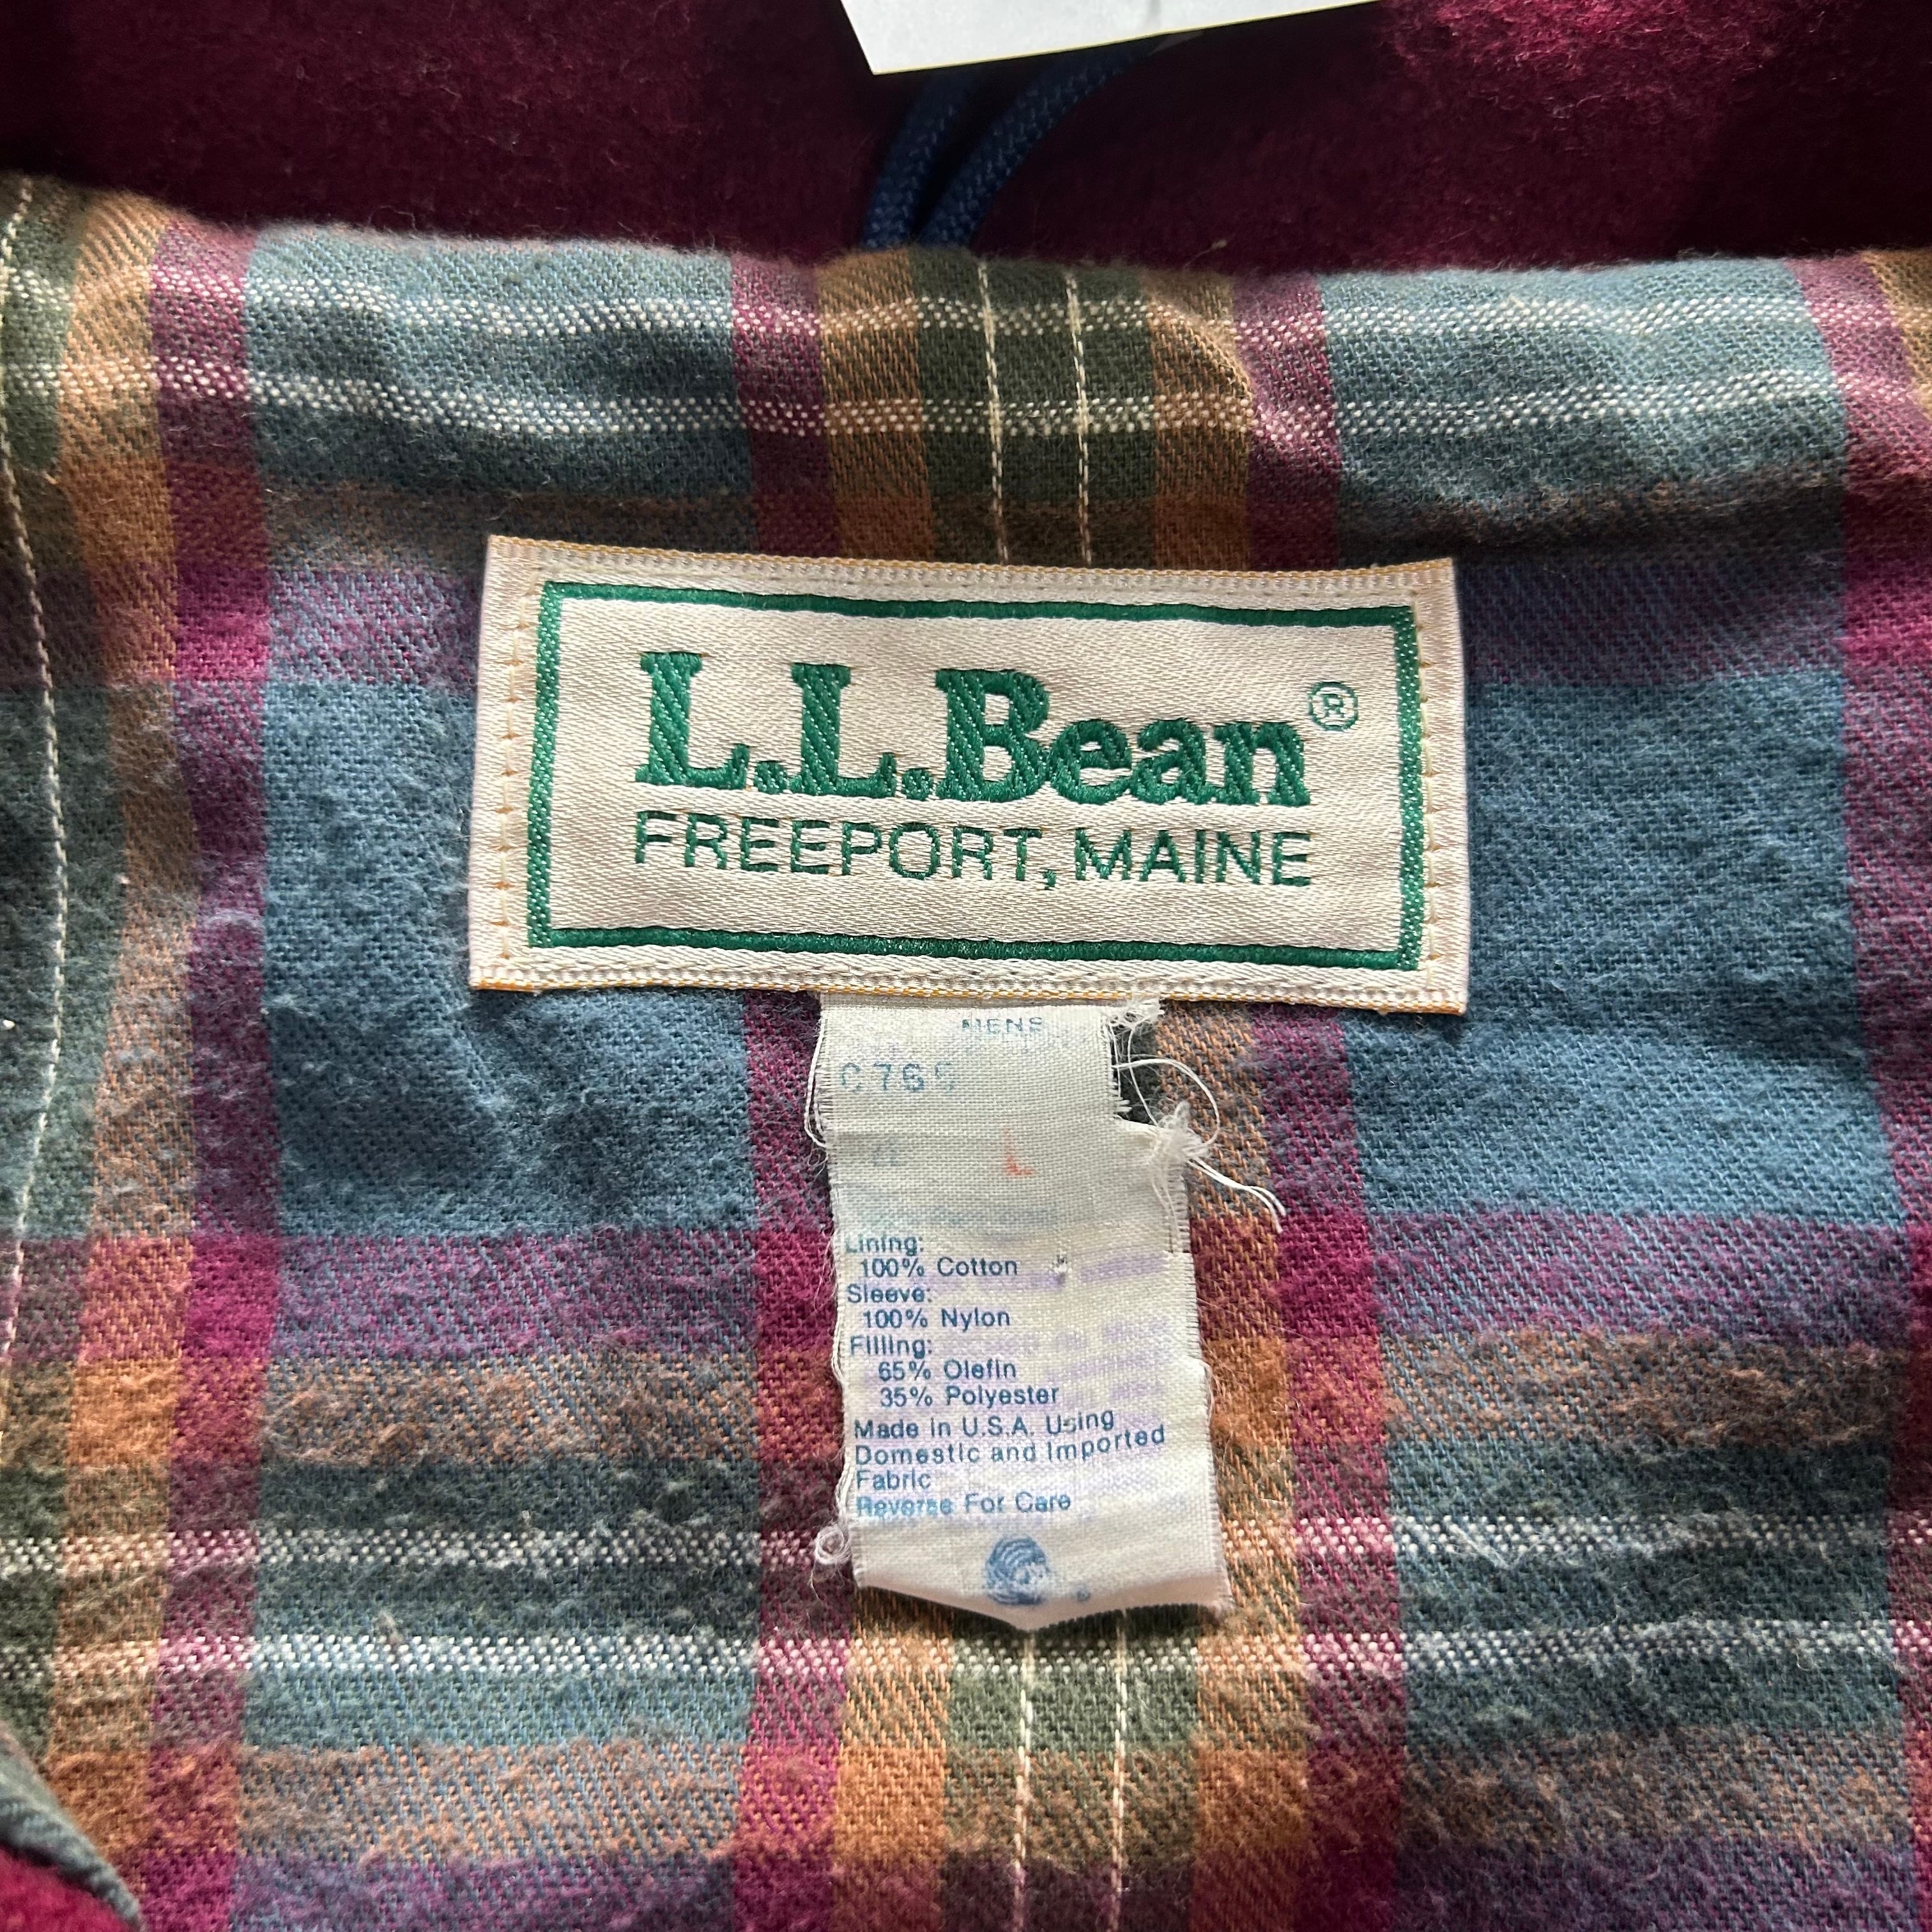 L.L.Bean®
FREEPORT, MAINE
MENS
L
Lining:
100% Cotton
Sleeve:
100% Nylon
Filling:
65% Olefin
35% Polyester
Made in U.S.A. Using
Domestic and Imported
Fabric
Reverse For Care